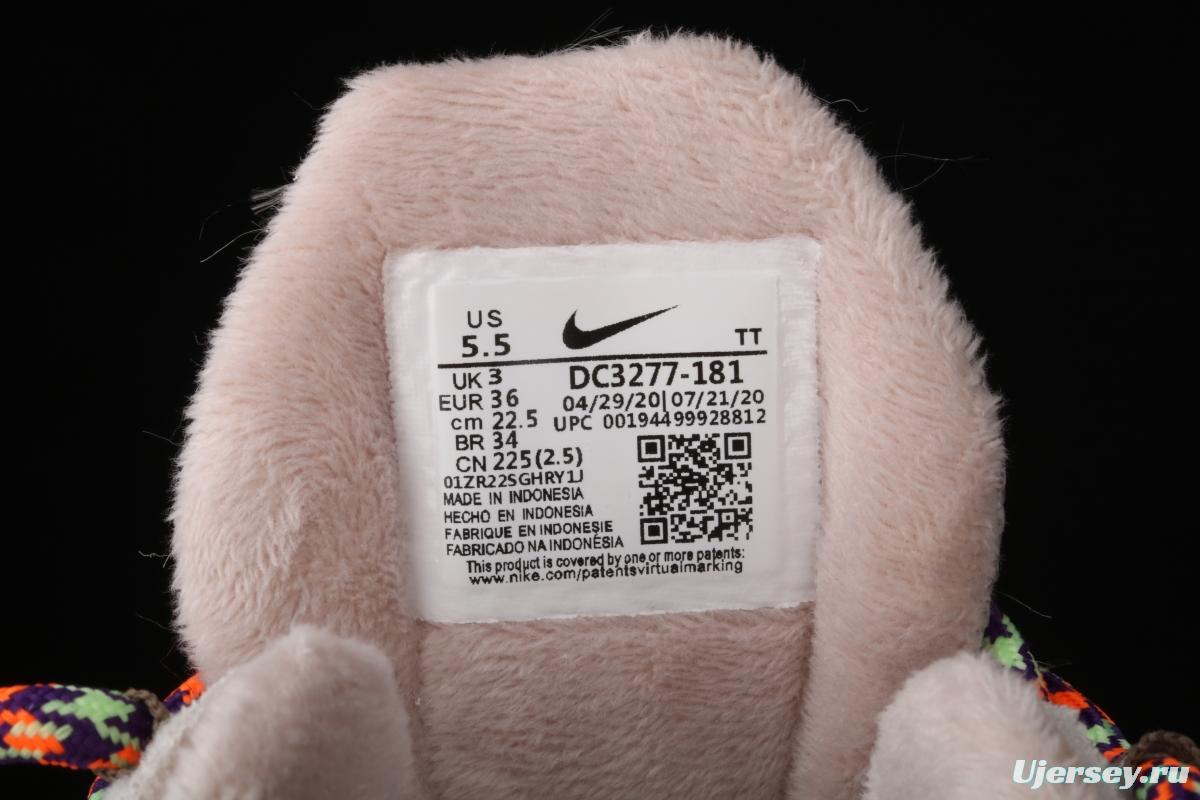 US
5.5
TT
UK 3
DC3277-181
EUR 36
04/29/20|07/21/20
cm 22.5
UPC 00194499928812
BR 34
CN 225(2.5)
01ZR22SGHRY1J
MADE IN INDONESIA
HECHO EN INDONESIA
FABRIQUE EN INDONESIE
FABRICADO NA INDONÉSIA
This product is covered by one or more patents:
www.nike.com/patentsvirtualmarking
Ujersey.ru